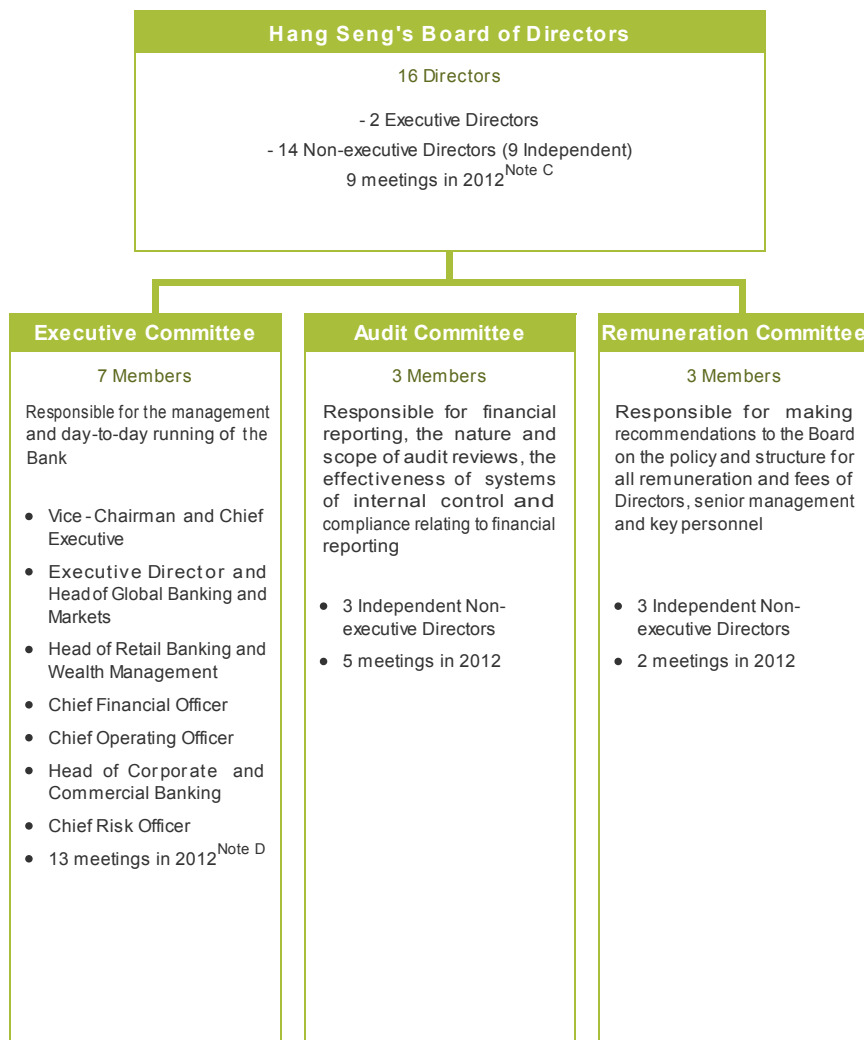 Hang Seng's Board of Directors
16 Directors
- 2 Executive Directors
- 14 Non-executive Directors (9 Independent)
9 meetings in 2012 Note C
Executive Committee
7 Members
Responsible for the management
and day-to-day running of the
Bank
• Vice-Chairman and Chief
Executive
• Executive Director and
Head of Global Banking and
Markets
• Head of Retail Banking and
Wealth Management
• Chief Financial Officer
• Chief Operating Officer
• Head of Corporate and
Commercial Banking
• Chief Risk Officer
• 13 meetings in 2012 Note D
Audit Committee
3 Members
Responsible for financial
reporting, the nature and
scope of audit reviews, the
effectiveness of systems
of internal control and
compliance relating to financial
reporting
• 3 Independent Non-
executive Directors
• 5 meetings in 2012
Remuneration Committee
3 Members
Responsible for making
recommendations to the Board
on the policy and structure for
all remuneration and fees of
Directors, senior management
and key personnel
• 3 Independent Non-
executive Directors
• 2 meetings in 2012